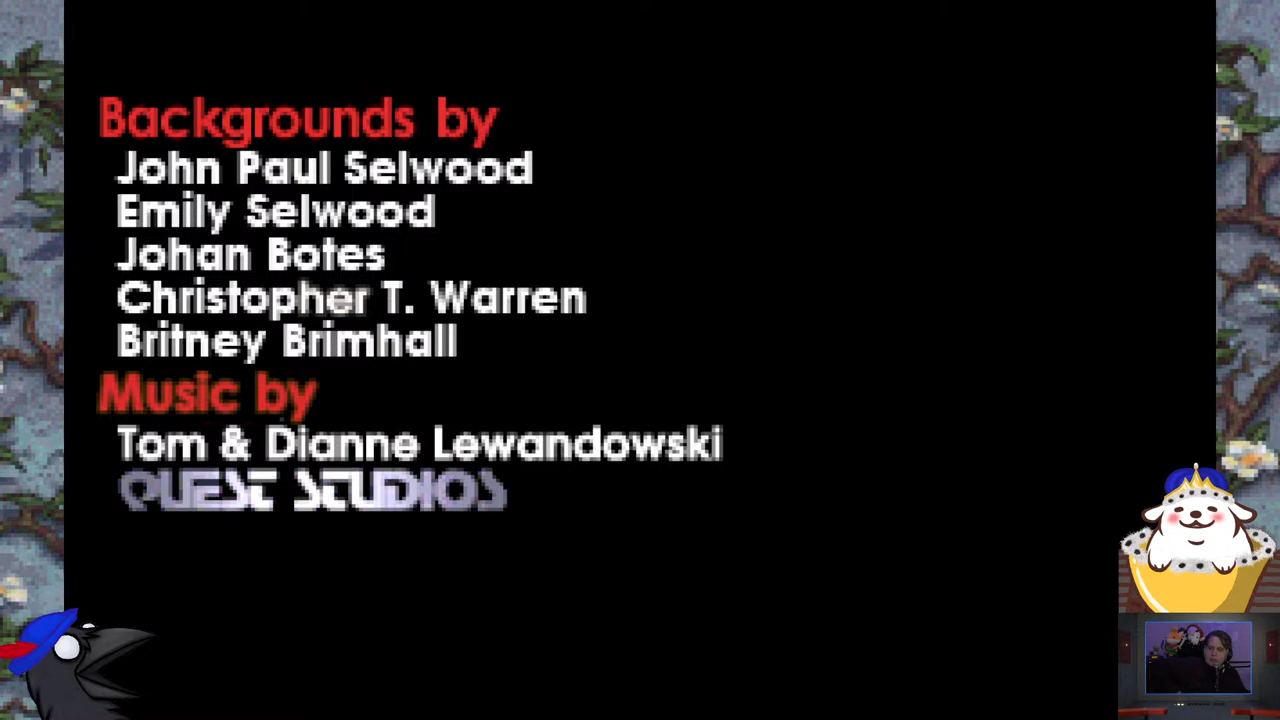 Backgrounds by
John Paul Selwood
Emily Selwood
Johan Botes
Christopher T. Warren
Britney Brimhall
Music by
Tom & Dianne Lewandowski
QUEST STUDIOS